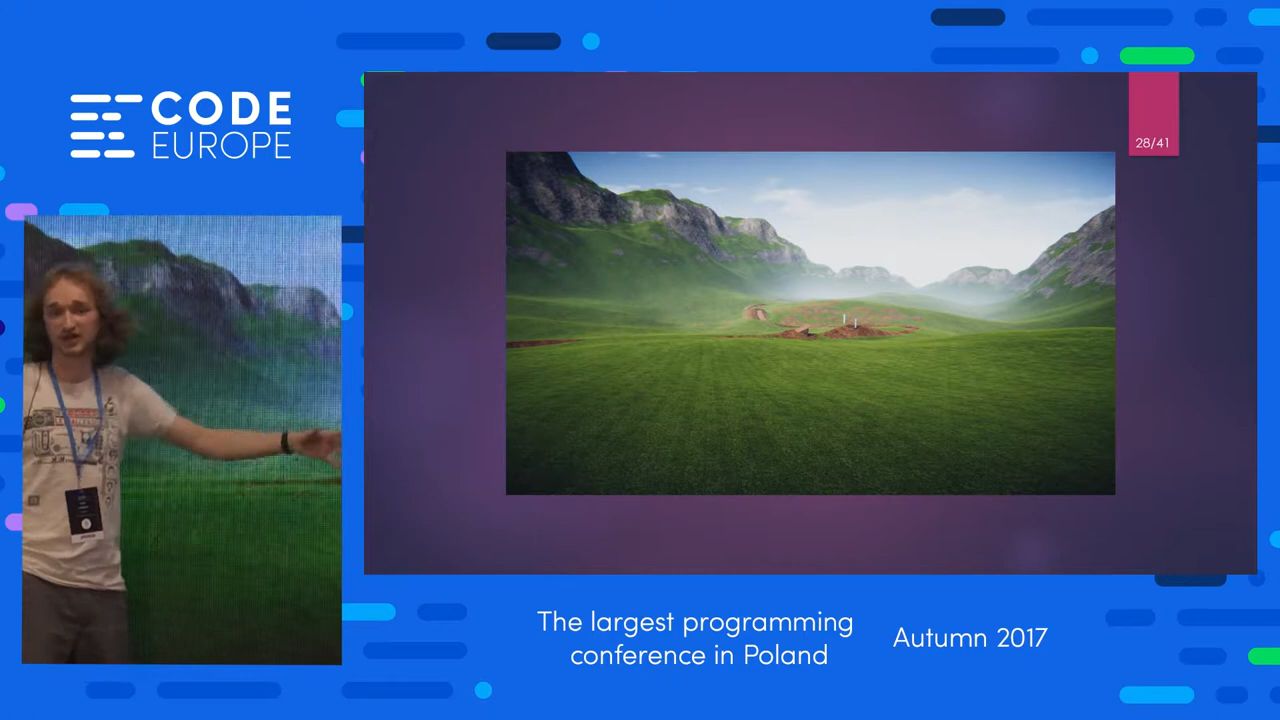 CODE
EUROPE
28/41
The largest programming
conference in Poland
Autumn 2017